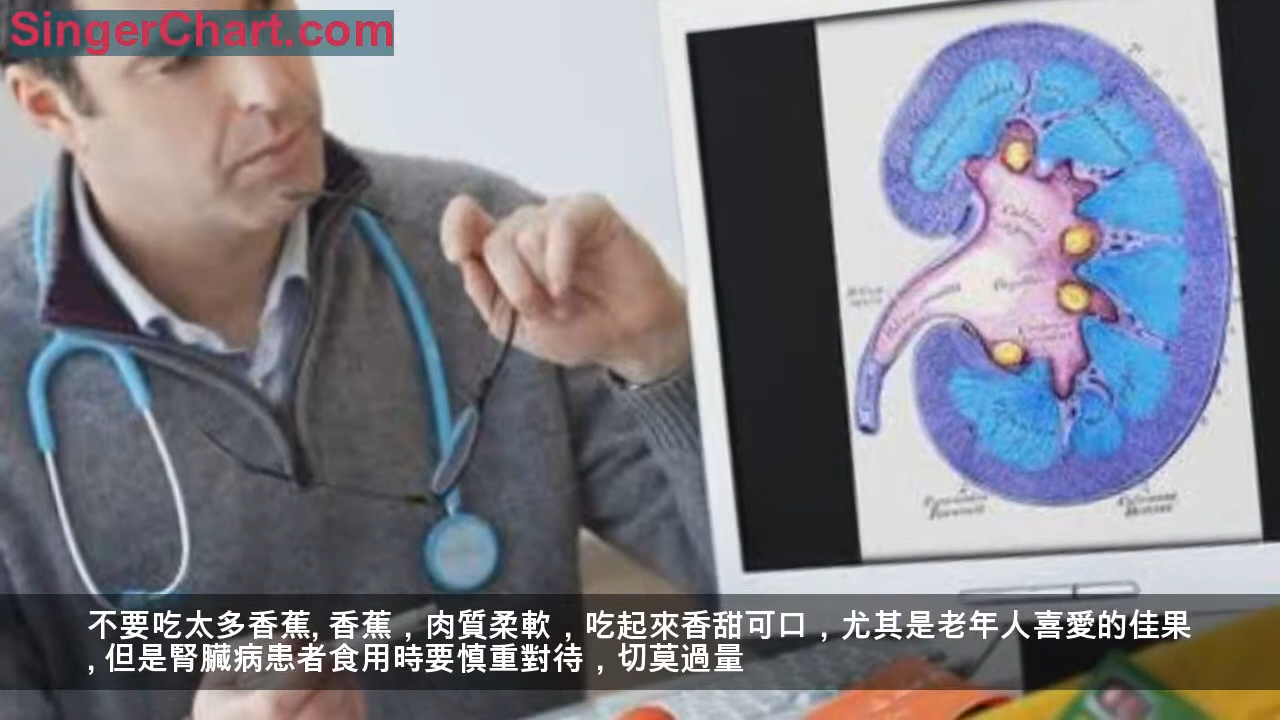 SingerChart.com
不要吃太多香蕉, 香蕉，肉質柔軟，吃起來香甜可口，尤其是老年人喜愛的佳果
, 但是腎臟病患者食用時要慎重對待，切莫過量